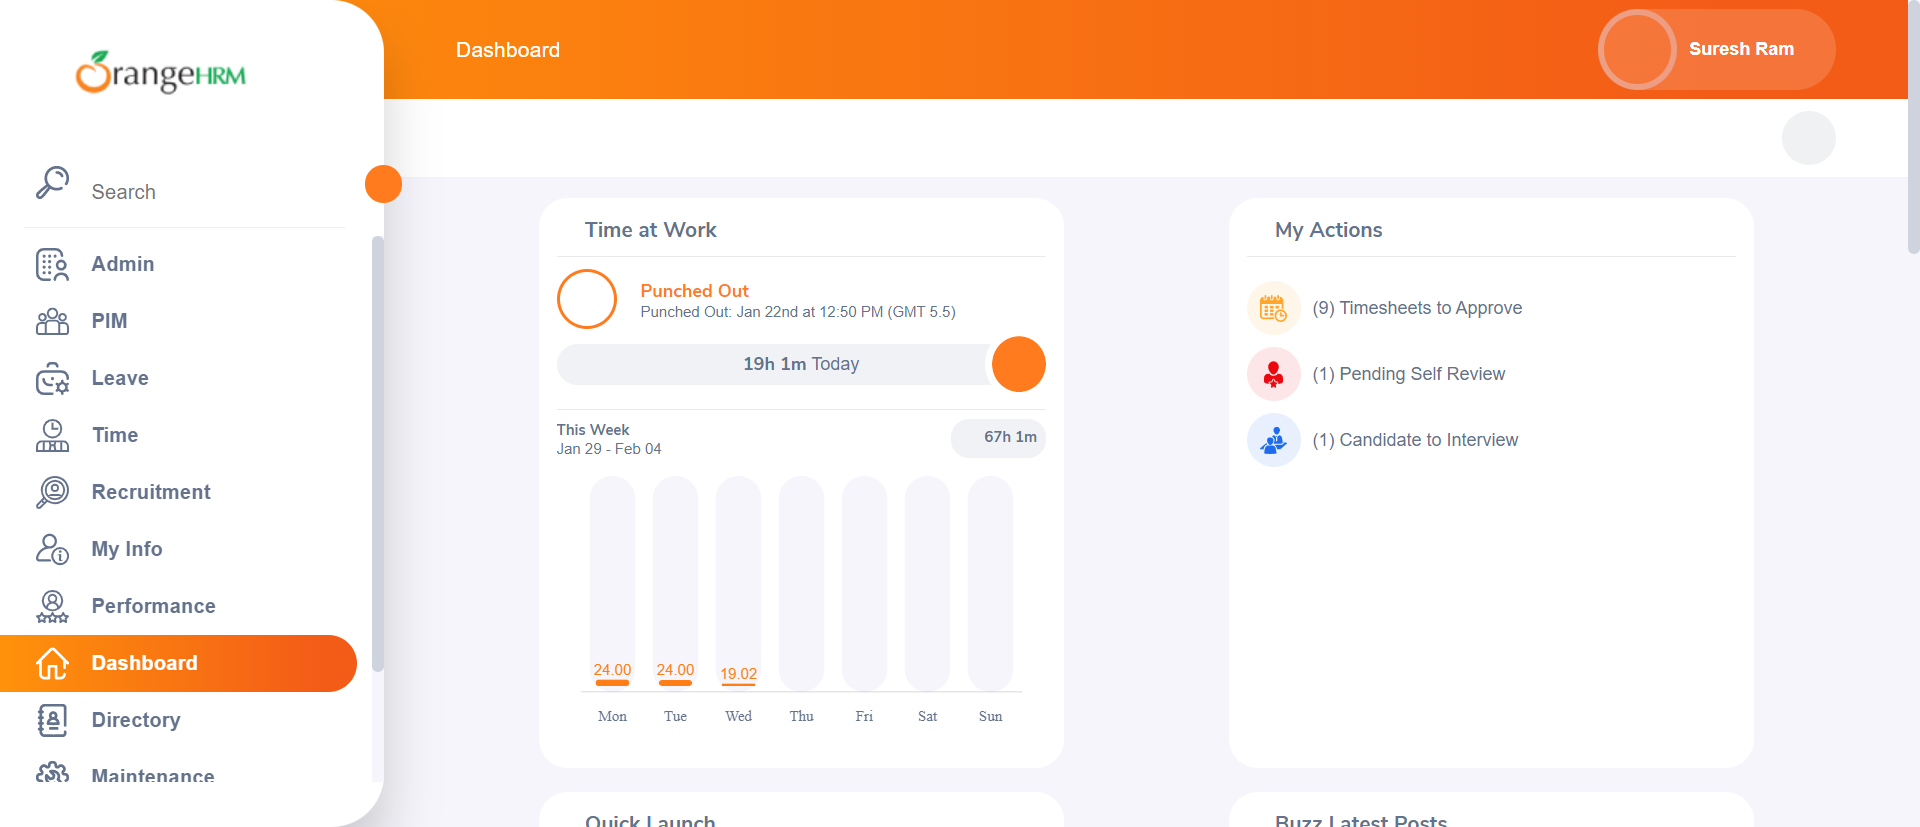 OrangeHRM
Dashboard
Suresh Ram
Search
Admin
PIM
Leave
Time
Recruitment
My Info
Performance
Dashboard
Directory
Maintenance
Time at Work
Punched Out
Punched Out: Jan 22nd at 12:50 PM (GMT 5.5)
19h 1m Today
This Week
Jan 29 - Feb 04
67h 1m
24.00 24.00 19.02
Mon Tue Wed Thu Fri Sat Sun
My Actions
(9) Timesheets to Approve
(1) Pending Self Review
(1) Candidate to Interview
Quick Launch
Buzz Latest Posts